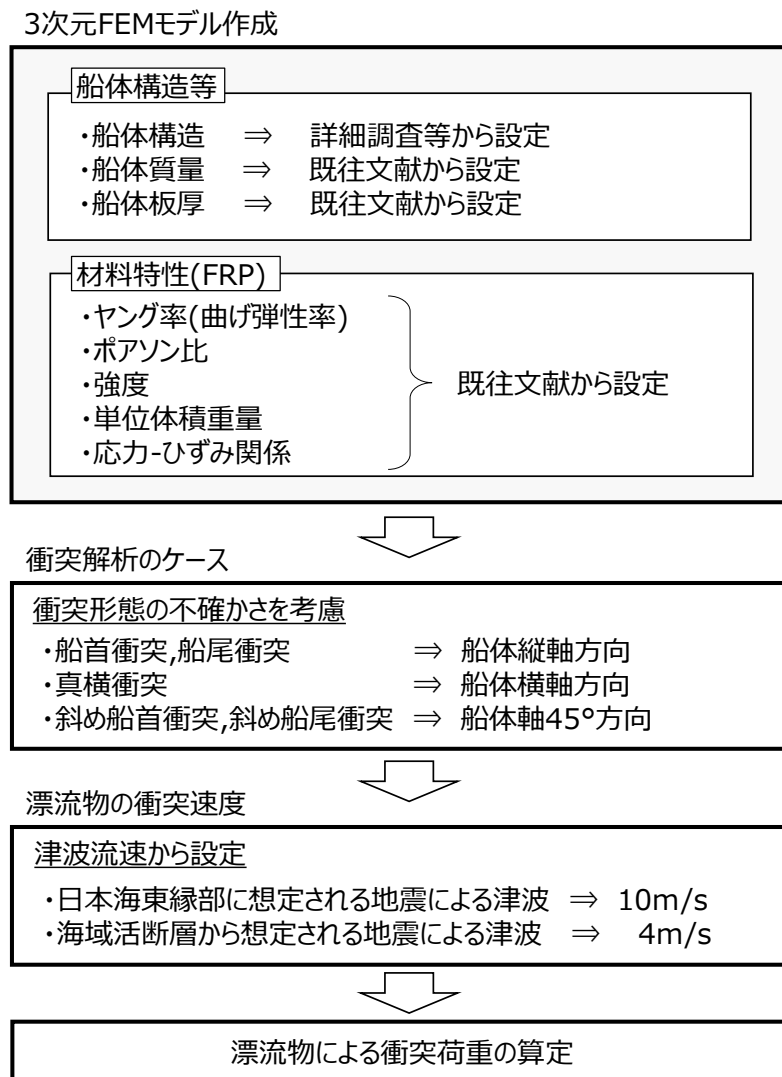 3次元FEMモデル作成
船体構造等
・船体構造 ⇒ 詳細調査等から設定
・船体質量 ⇒ 既往文献から設定
・船体板厚 ⇒ 既往文献から設定
材料特性(FRP)
・ヤング率(曲げ弾性率)
・ポアソン比
・強度
・単位体積重量
・応力-ひずみ関係
既往文献から設定
衝突解析のケース
衝突形態の不確かさを考慮
・船首衝突,船尾衝突 ⇒ 船体縦軸方向
・真横衝突 ⇒ 船体横軸方向
・斜め船首衝突,斜め船尾衝突 ⇒ 船体軸45°方向
漂流物の衝突速度
津波流速から設定
・日本海東縁部に想定される地震による津波 ⇒ 10m/s
・海域活断層から想定される地震による津波 ⇒ 4m/s
漂流物による衝突荷重の算定